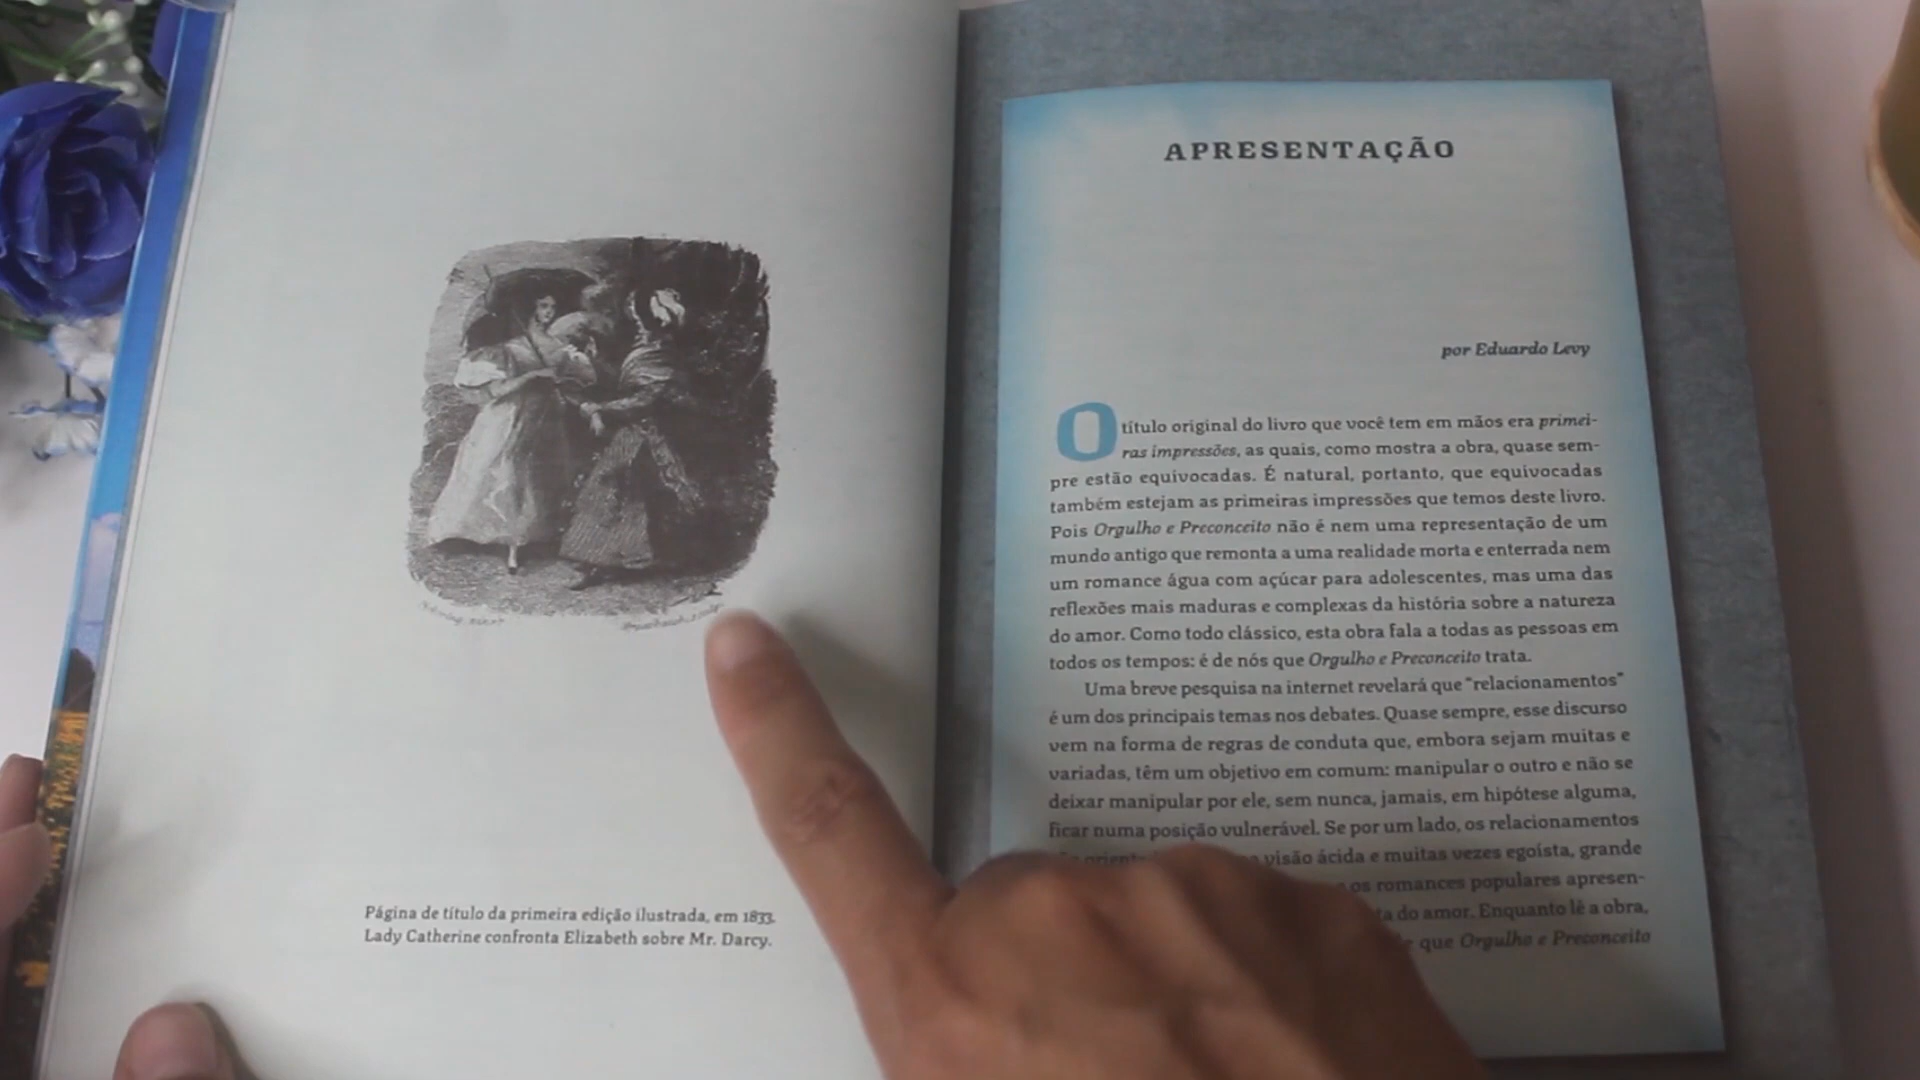 Página de título da primeira edição ilustrada, em 1833.
Lady Catherine confronta Elizabeth sobre Mr. Darcy.
APRESENTAÇÃO
por Eduardo Levy
O título original do livro que você tem em mãos era primei-
ras impressões, as quais, como mostra a obra, quase sem-
pre estão equivocadas. É natural, portanto, que equivocadas
também estejam as primeiras impressões que temos deste livro.
Pois Orgulho e Preconceito não é nem uma representação de um
mundo antigo que remonta a uma realidade morta e enterrada nem
um romance água com açúcar para adolescentes, mas uma das
reflexões mais maduras e complexas da história sobre a natureza
do amor. Como todo clássico, esta obra fala a todas as pessoas em
todos os tempos: é de nós que Orgulho e Preconceito trata.
Uma breve pesquisa na internet revelará que "relacionamentos"
é um dos principais temas nos debates. Quase sempre, esse discurso
vem na forma de regras de conduta que, embora sejam muitas e
variadas, têm um objetivo em comum: manipular o outro e não se
deixar manipular por ele, sem nunca, jamais, em hipótese alguma,
ficar numa posição vulnerável. Se por um lado, os relacionamentos
visão ácida e muitas vezes egoísta, grande
os romances populares apresen-
do amor. Enquanto lê a obra,
que Orgulho e Preconceito